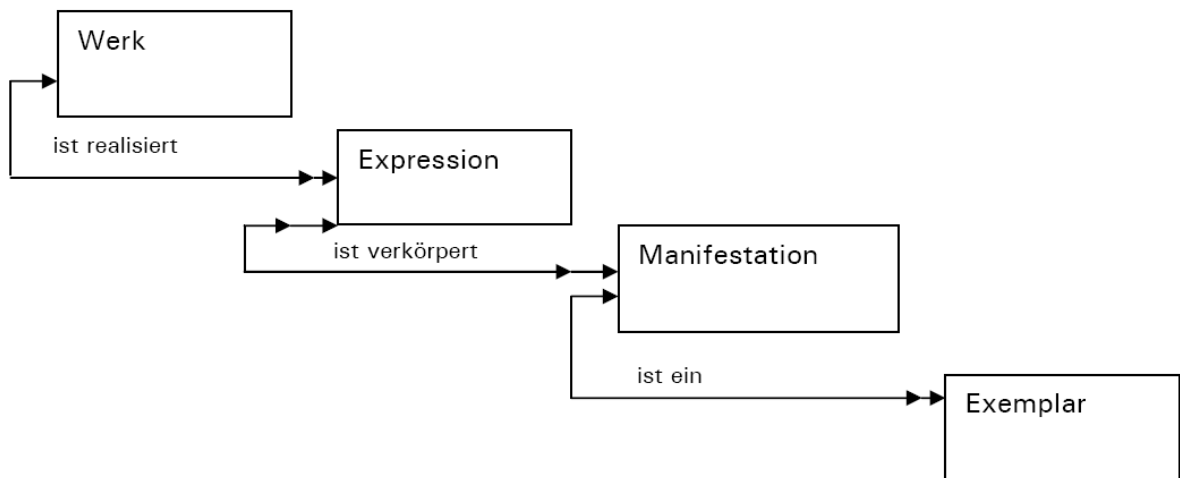 Werk
ist realisiert
Expression
ist verkörpert
Manifestation
ist ein
Exemplar